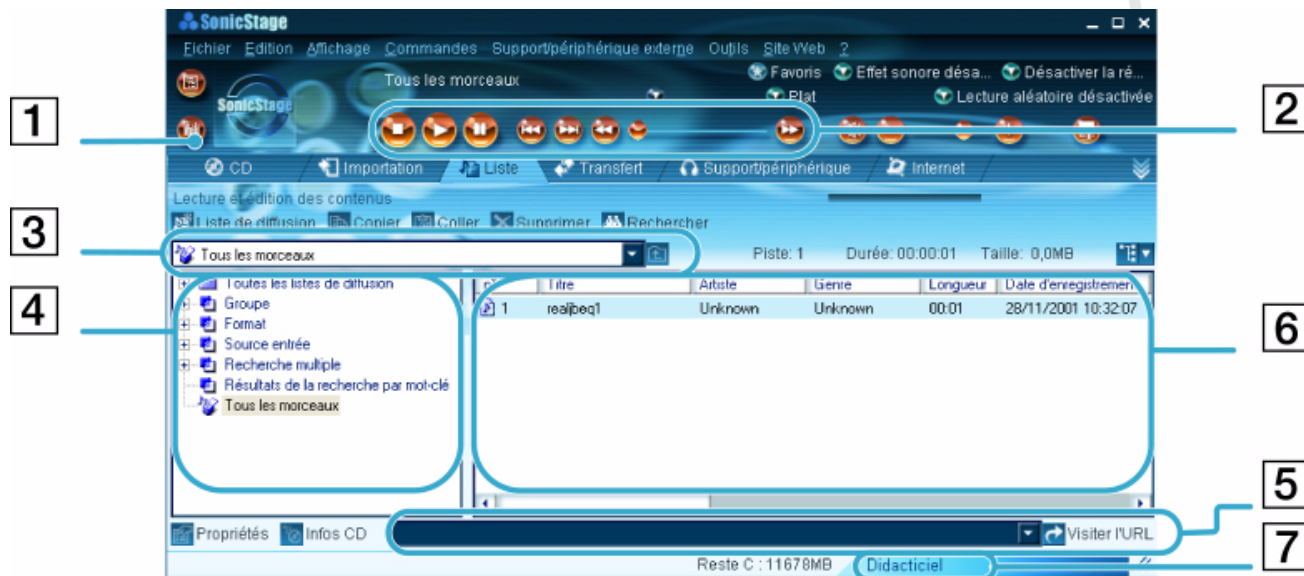 SonicStage
Fichier Edition Affichage Commandes Support/périphérique externe Outils Site Web ?
Tous les morceaux Favoris Effet sonore désa... Désactiver la ré...
SonicStage Plat Lecture aléatoire désactivée
1
2
CD Importation Liste Transfert Support/périphérique Internet
Lecture et édition des contenus
Liste de diffusion Copier Coller Supprimer Rechercher
3
Tous les morceaux Piste: 1 Durée: 00:00:01 Taille: 0,0MB
Toutes les listes de diffusion Titre Artiste Genre Longueur Date d'enregistrement
4
Groupe 1 realjbeq1 Unknown Unknown 00:01 28/11/2001 10:32:07
Format
6
Source entrée
Recherche multiple
Résultats de la recherche par mot-clé
Tous les morceaux
5
Propriétés Infos CD Visiter l'URL
7
Reste C : 11678MB Didacticiel